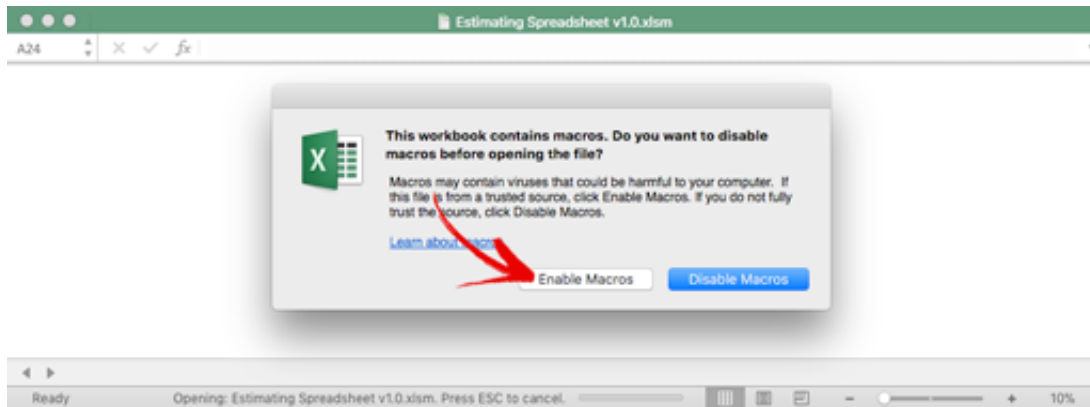 Estimating Spreadsheet v1.0.xlsm
A24 fx
This workbook contains macros. Do you want to disable
macros before opening the file?
Macros may contain viruses that could be harmful to your computer. If
this file is from a trusted source, click Enable Macros. If you do not fully
trust the source, click Disable Macros.
Learn about macros
Enable Macros Disable Macros
Ready Opening: Estimating Spreadsheet v1.0.xlsm. Press ESC to cancel. - + 10%